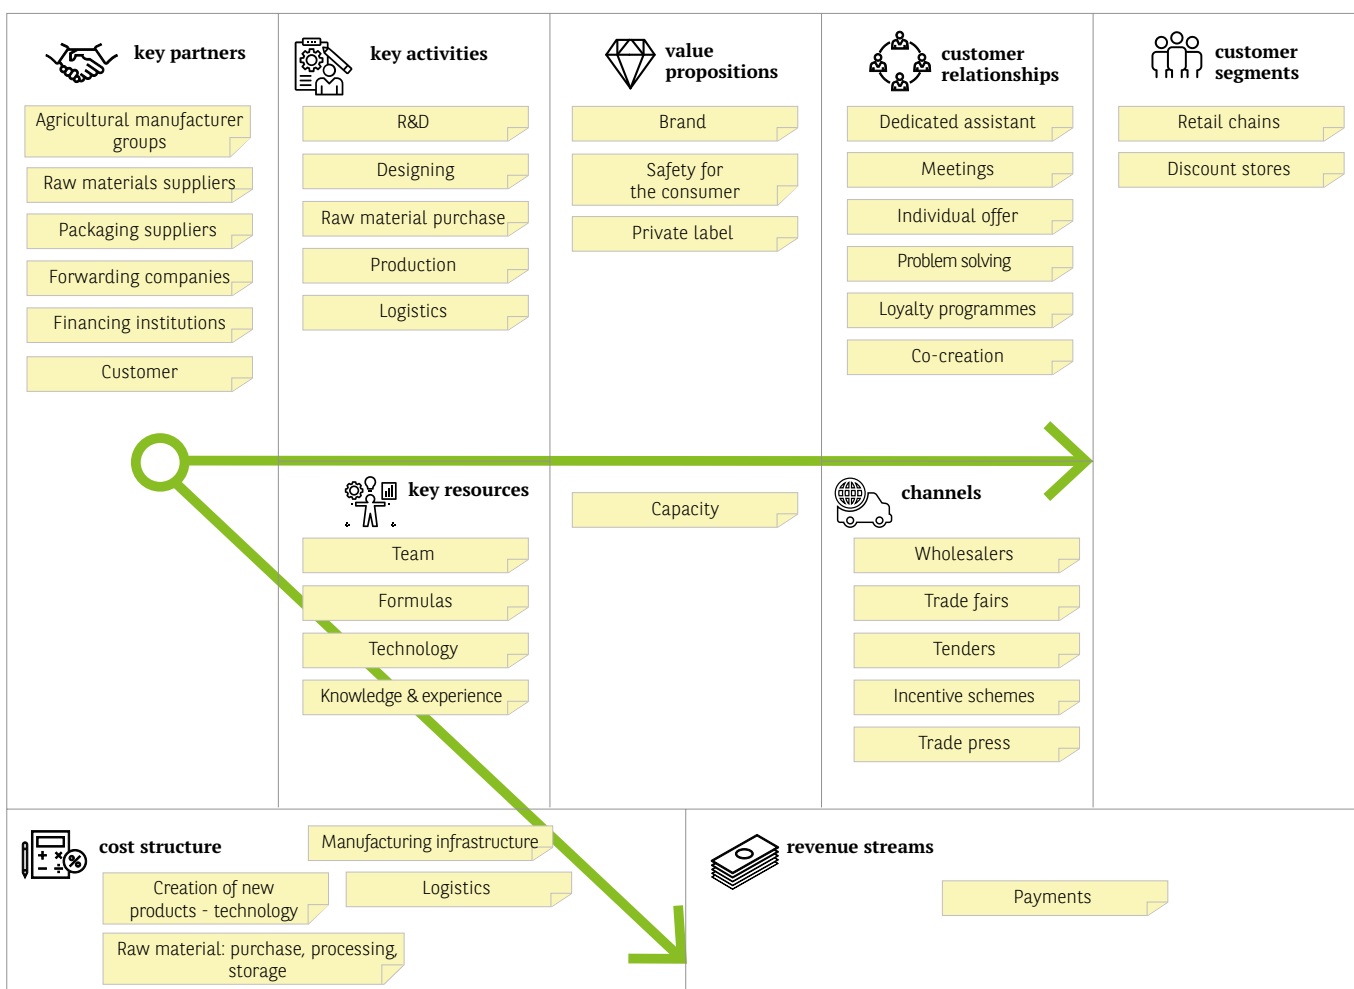 key partners
Agricultural manufacturer
groups
Raw materials suppliers
Packaging suppliers
Forwarding companies
Financing institutions
Customer
key activities
R&D
Designing
Raw material purchase
Production
Logistics
key resources
Team
Formulas
Technology
Knowledge & experience
value
propositions
Brand
Safety for
the consumer
Private label
Capacity
customer
relationships
Dedicated assistant
Meetings
Individual offer
Problem solving
Loyalty programmes
Co-creation
channels
Wholesalers
Trade fairs
Tenders
Incentive schemes
Trade press
customer
segments
Retail chains
Discount stores
cost structure
Manufacturing infrastructure
Creation of new
products - technology
Logistics
Raw material: purchase, processing,
storage
revenue streams
Payments